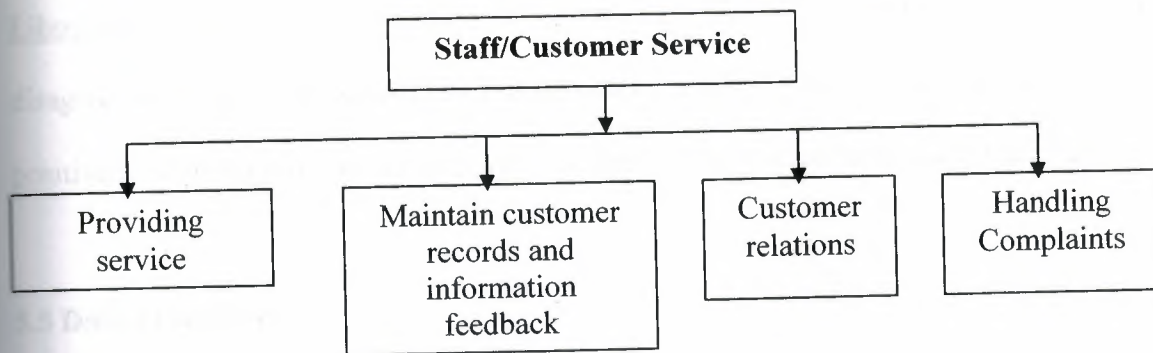 Staff/Customer Service
Providing
service
Maintain customer
records and
information
feedback
Customer
relations
Handling
Complaints